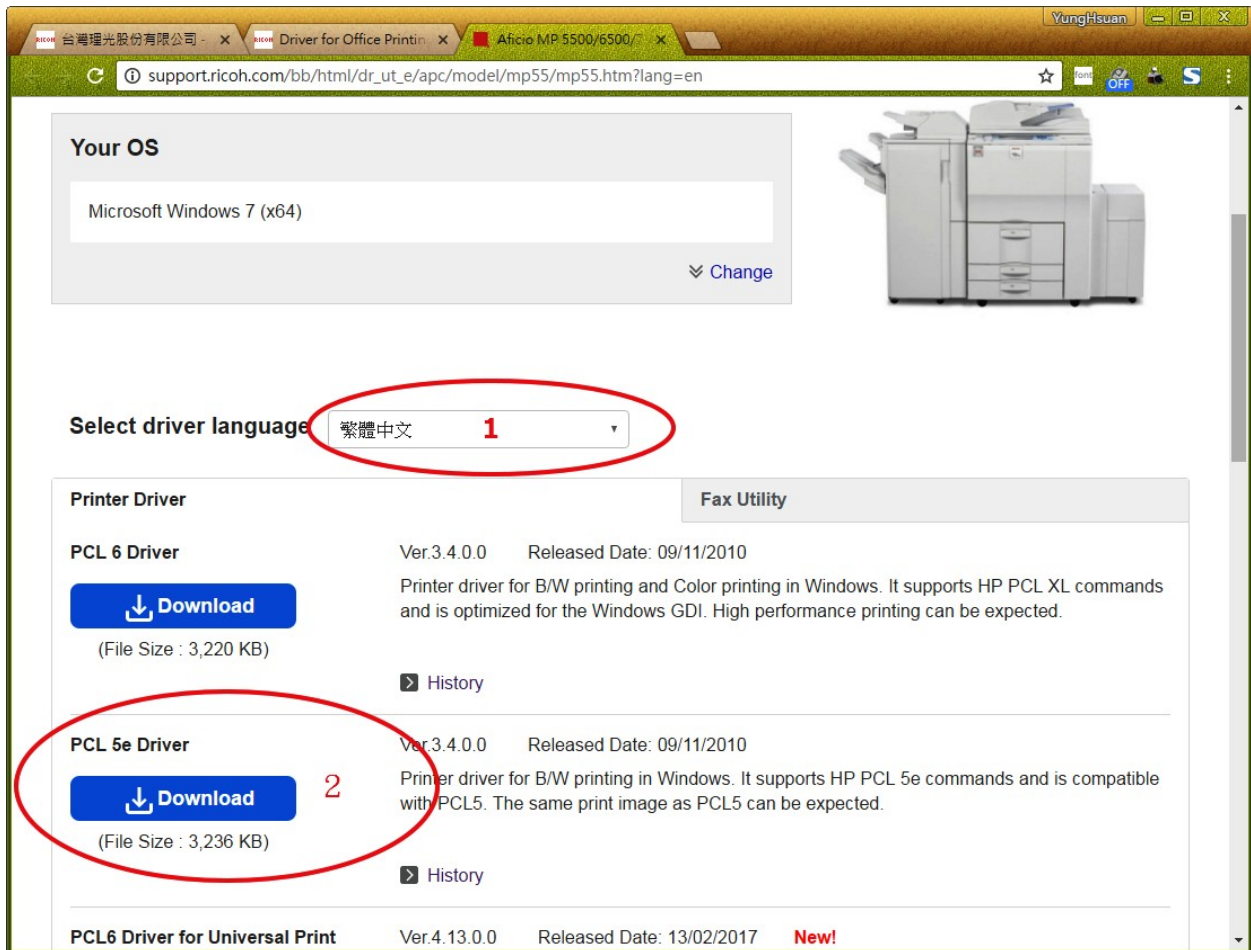 YungHsuan
台灣理光股份有限公司 -
Driver for Office Printin
Aficio MP 5500/6500/7
support.ricoh.com/bb/html/dr_ut_e/apc/model/mp55/mp55.htm?lang=en
font
OFF
S
Your OS
Microsoft Windows 7 (x64)
Change
Select driver language
繁體中文
1
Printer Driver
Fax Utility
PCL 6 Driver
Ver.3.4.0.0 Released Date: 09/11/2010
Printer driver for B/W printing and Color printing in Windows. It supports HP PCL XL commands
and is optimized for the Windows GDI. High performance printing can be expected.
Download
(File Size : 3,220 KB)
History
PCL 5e Driver
Ver.3.4.0.0 Released Date: 09/11/2010
Printer driver for B/W printing in Windows. It supports HP PCL 5e commands and is compatible
with PCL5. The same print image as PCL5 can be expected.
Download
2
(File Size : 3,236 KB)
History
PCL6 Driver for Universal Print
Ver.4.13.0.0 Released Date: 13/02/2017 New!